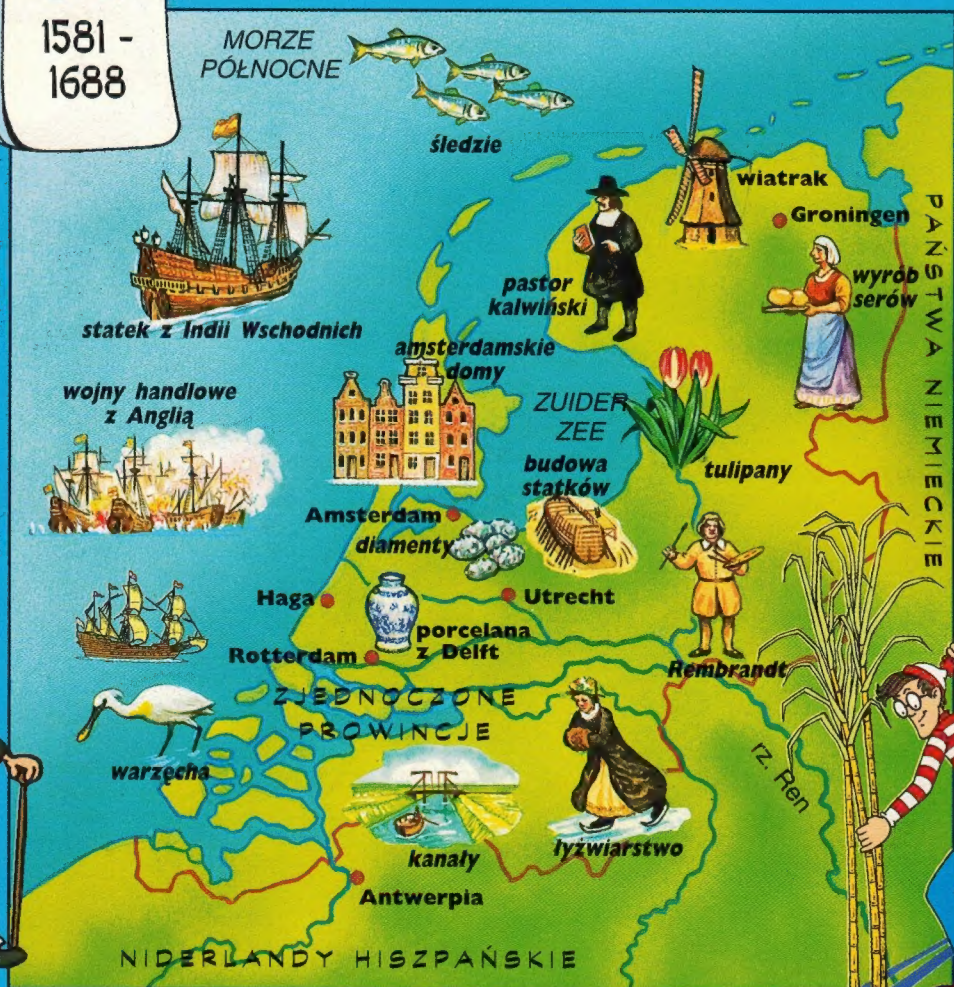 1581 -
1688
MORZE
PÓŁNOCNE
śledzie
wiatrak
Groningen
PAŃSTWA NIEMIECKIE
pastor
kalwiński
wyrób
serów
statek z Indii Wschodnich
amsterdamskie
domy
wojny handlowe
z Anglią
ZUIDER
ZEE
tulipany
budowa
statków
Amsterdam
diamenty
Haga
Utrecht
porcelana
z Delft
Rotterdam
Rembrandt
ZJEDNOCZONE
PROWINCJE
warzęcha
rz. Ren
kanały
łyżwiarstwo
Antwerpia
NIDERLANDY HISZPAŃSKIE